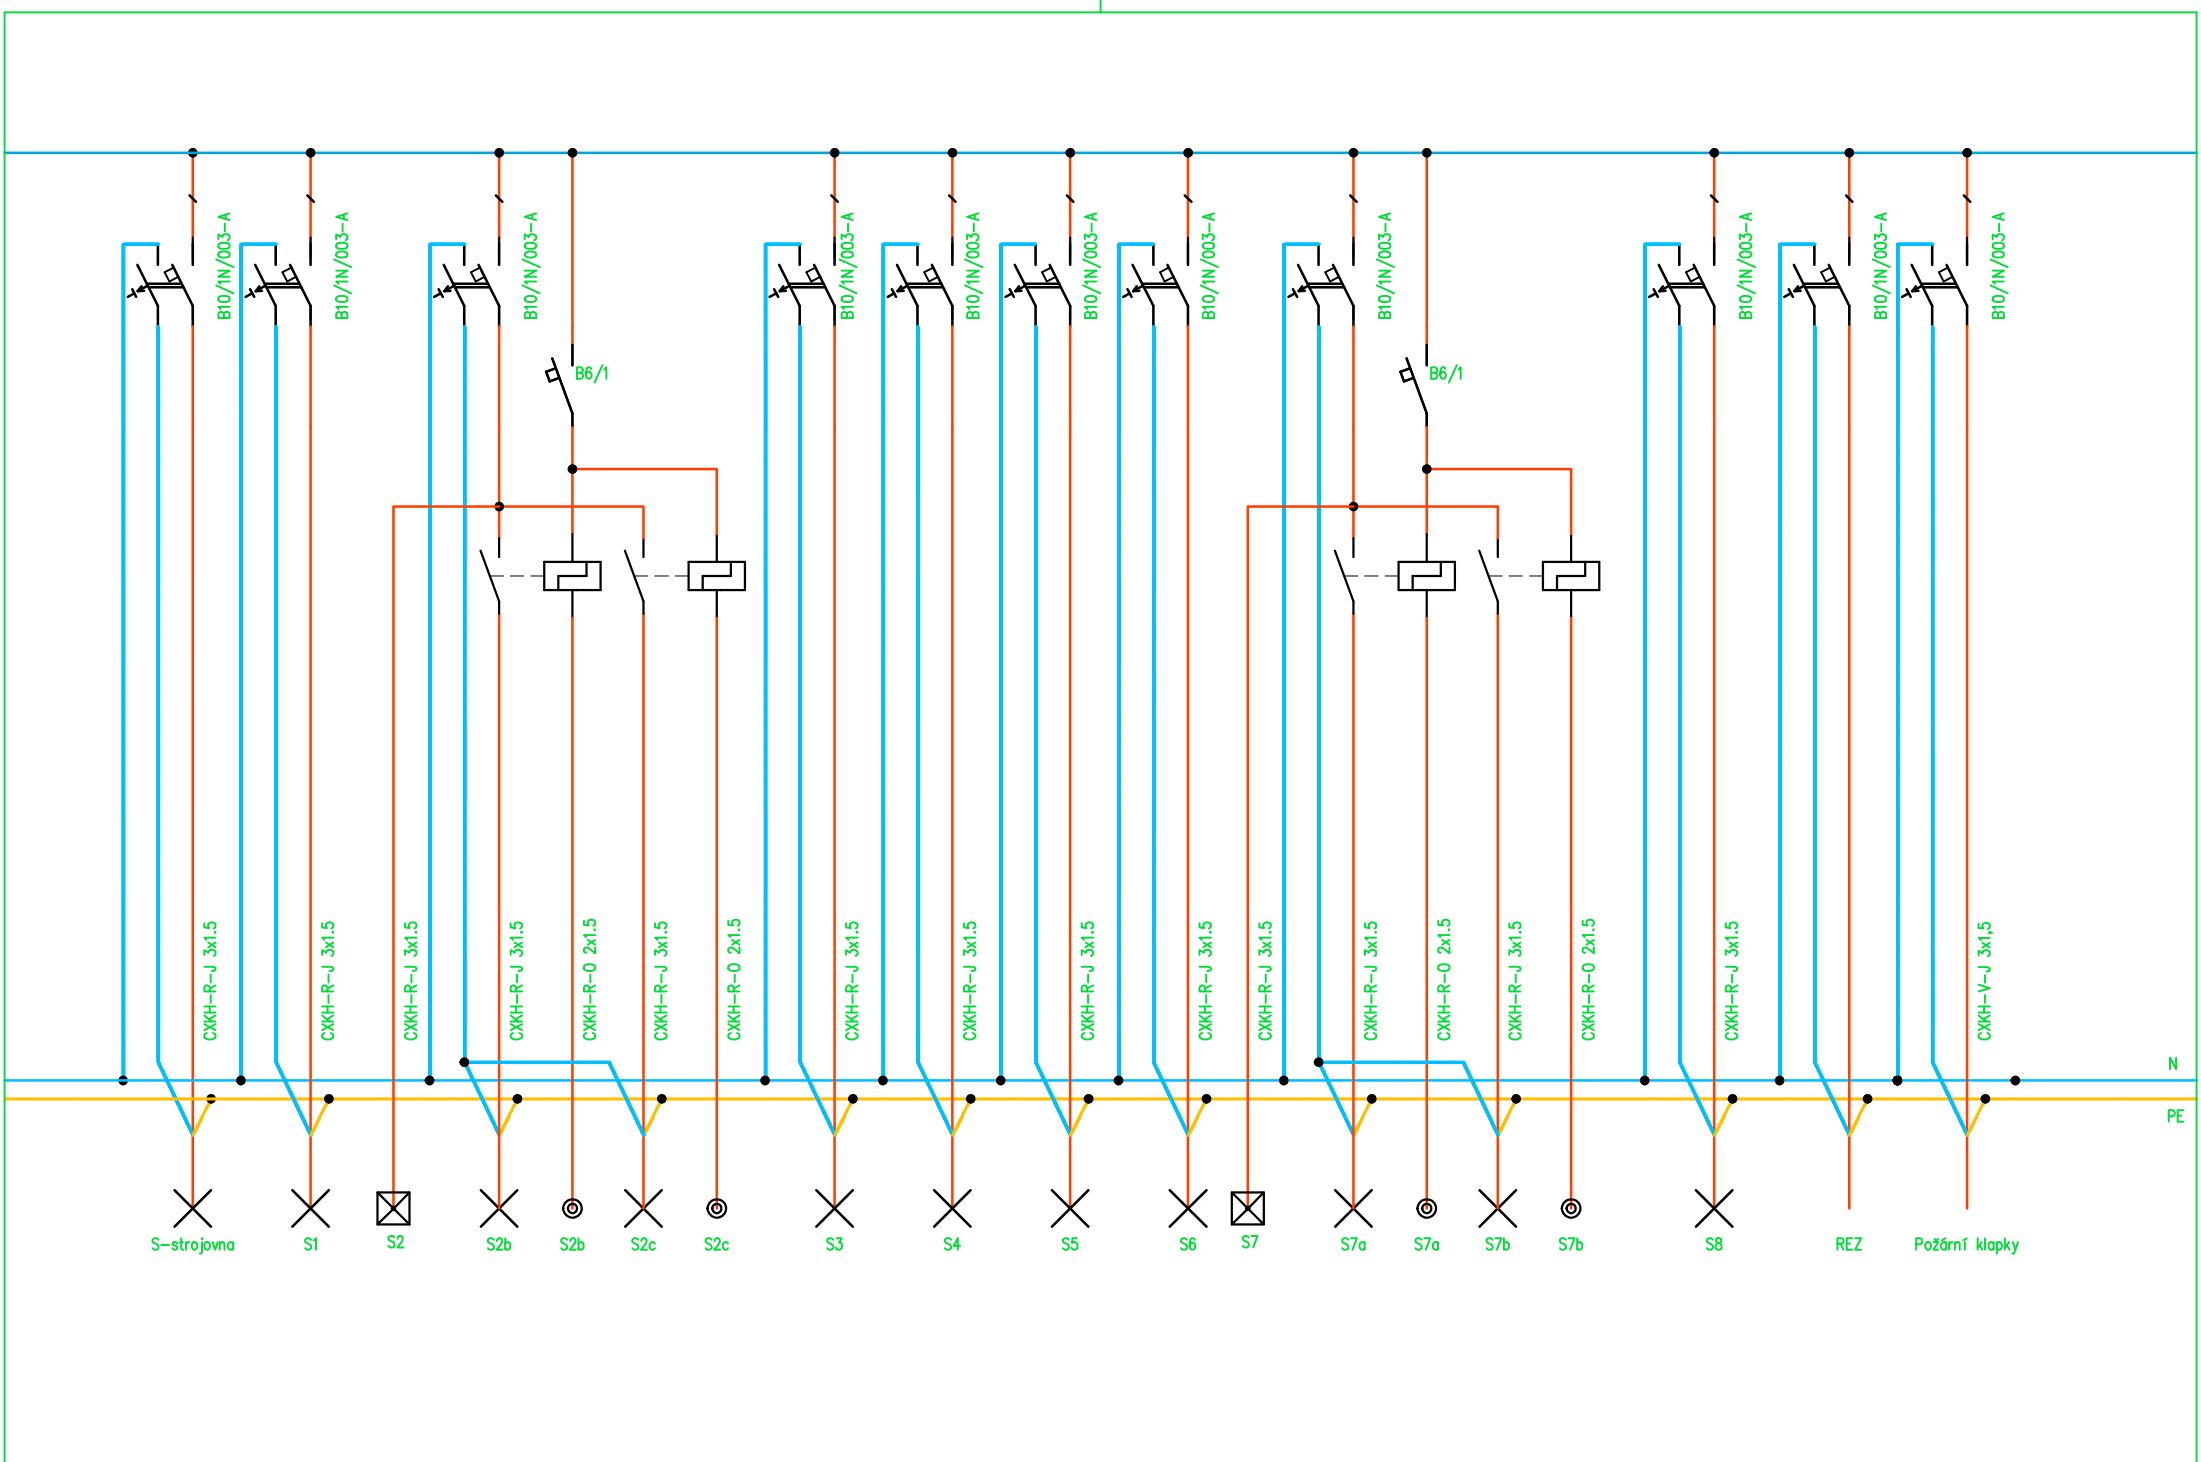 B10/1N/003-A
B10/1N/003-A
B10/1N/003-A
B10/1N/003-A
B10/1N/003-A
B10/1N/003-A
B10/1N/003-A
B10/1N/003-A
B10/1N/003-A
B10/1N/003-A
B10/1N/003-A
B6/1
B6/1
CXKH-R-J 3x1.5
CXKH-R-J 3x1.5
CXKH-R-J 3x1.5
CXKH-R-J 3x1.5
CXKH-R-O 2x1.5
CXKH-R-J 3x1.5
CXKH-R-O 2x1.5
CXKH-R-J 3x1.5
CXKH-R-J 3x1.5
CXKH-R-J 3x1.5
CXKH-R-J 3x1.5
CXKH-R-J 3x1.5
CXKH-R-J 3x1.5
CXKH-R-O 2x1.5
CXKH-R-J 3x1.5
CXKH-R-O 2x1.5
CXKH-R-J 3x1.5
CXKH-V-J 3x1,5
N
PE
S-strojovna
S1
S2
S2b
S2b
S2c
S2c
S3
S4
S5
S6
S7
S7a
S7a
S7b
S7b
S8
REZ
Požární klapky